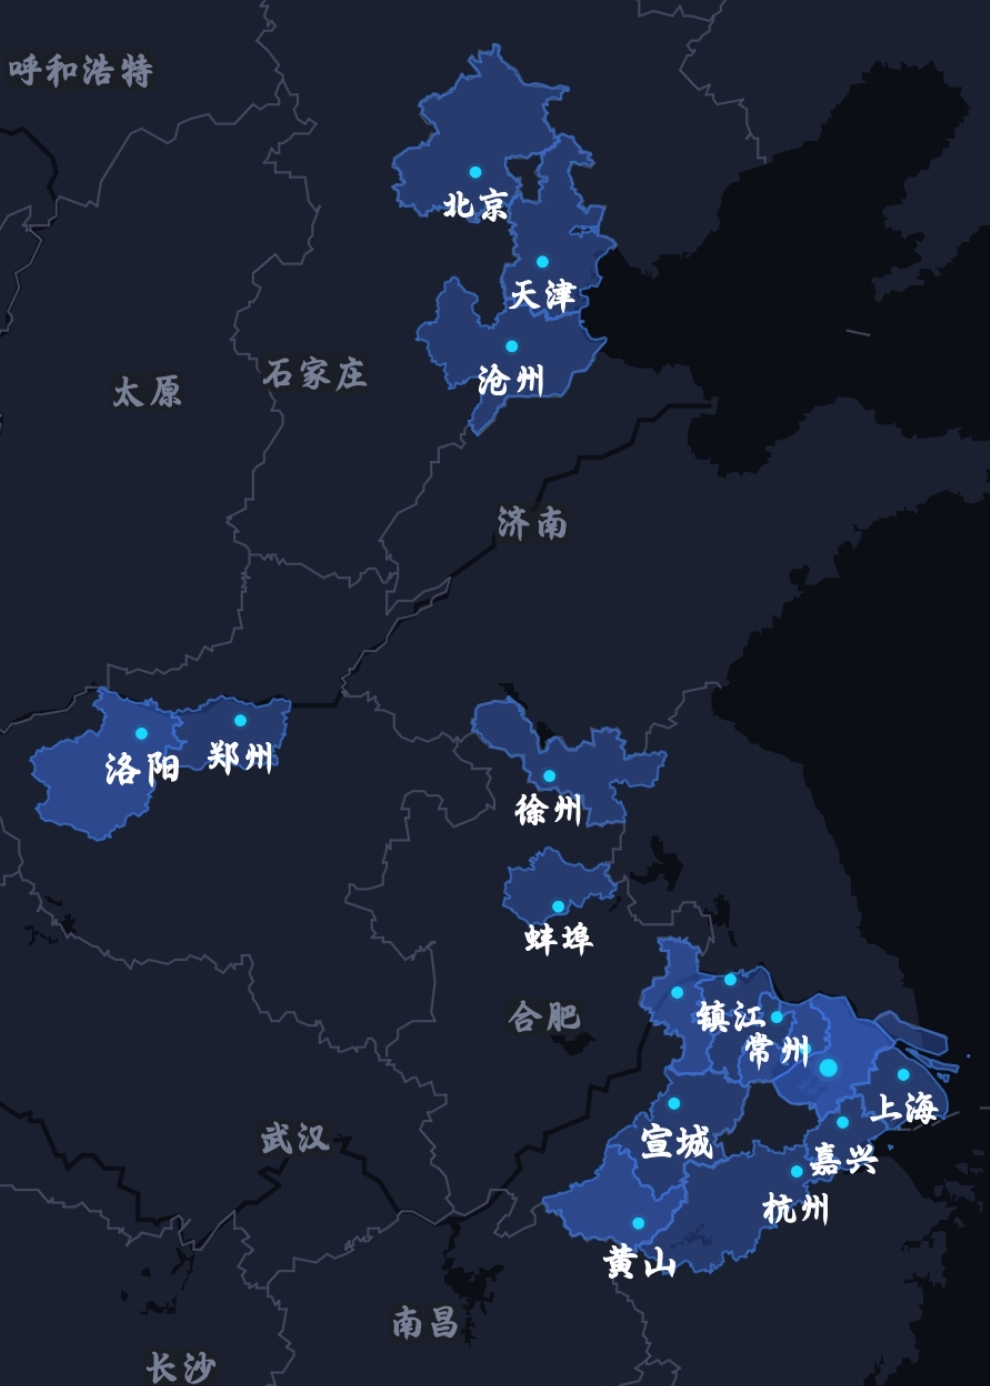 呼和浩特
北京
天津
石家庄
太原
沧州
济南
洛阳
郑州
徐州
蚌埠
合肥
镇江
常州
上海
武汉
宣城
嘉兴
杭州
黄山
南昌
长沙